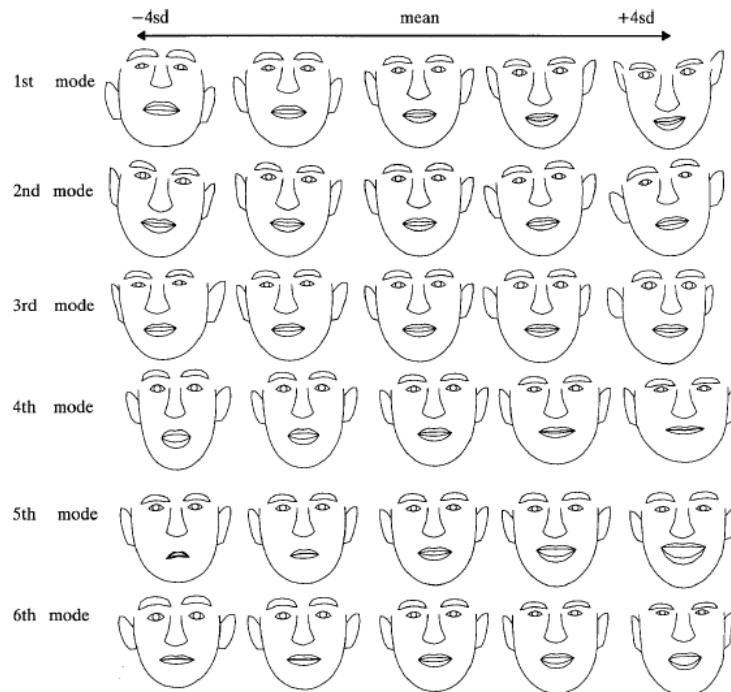 −4sd mean +4sd
1st mode
2nd mode
3rd mode
4th mode
5th mode
6th mode